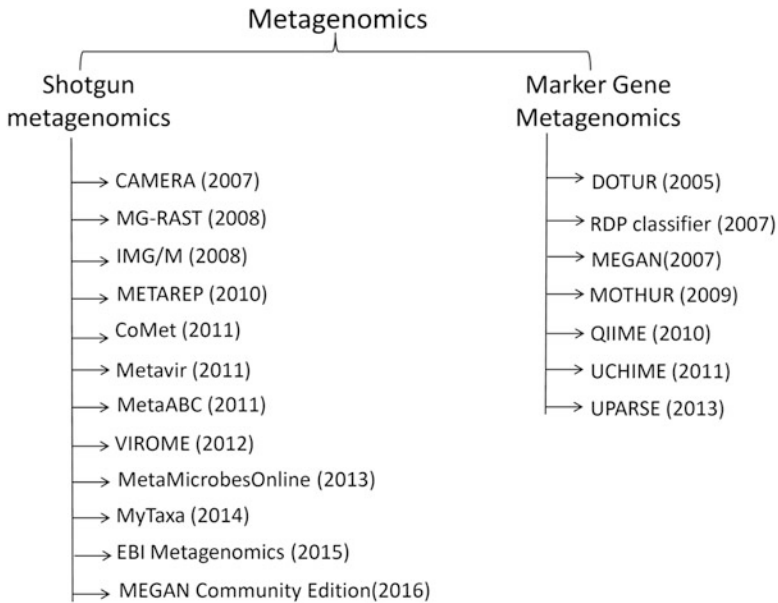 Metagenomics
Shotgun
metagenomics
CAMERA (2007)
MG-RAST (2008)
IMG/M (2008)
METAREP (2010)
CoMet (2011)
Metavir (2011)
MetaABC (2011)
VIROME (2012)
MetaMicrobesOnline (2013)
MyTaxa (2014)
EBI Metagenomics (2015)
MEGAN Community Edition(2016)
Marker Gene
Metagenomics
DOTUR (2005)
RDP classifier (2007)
MEGAN(2007)
MOTHUR (2009)
QIIME (2010)
UCHIME (2011)
UPARSE (2013)